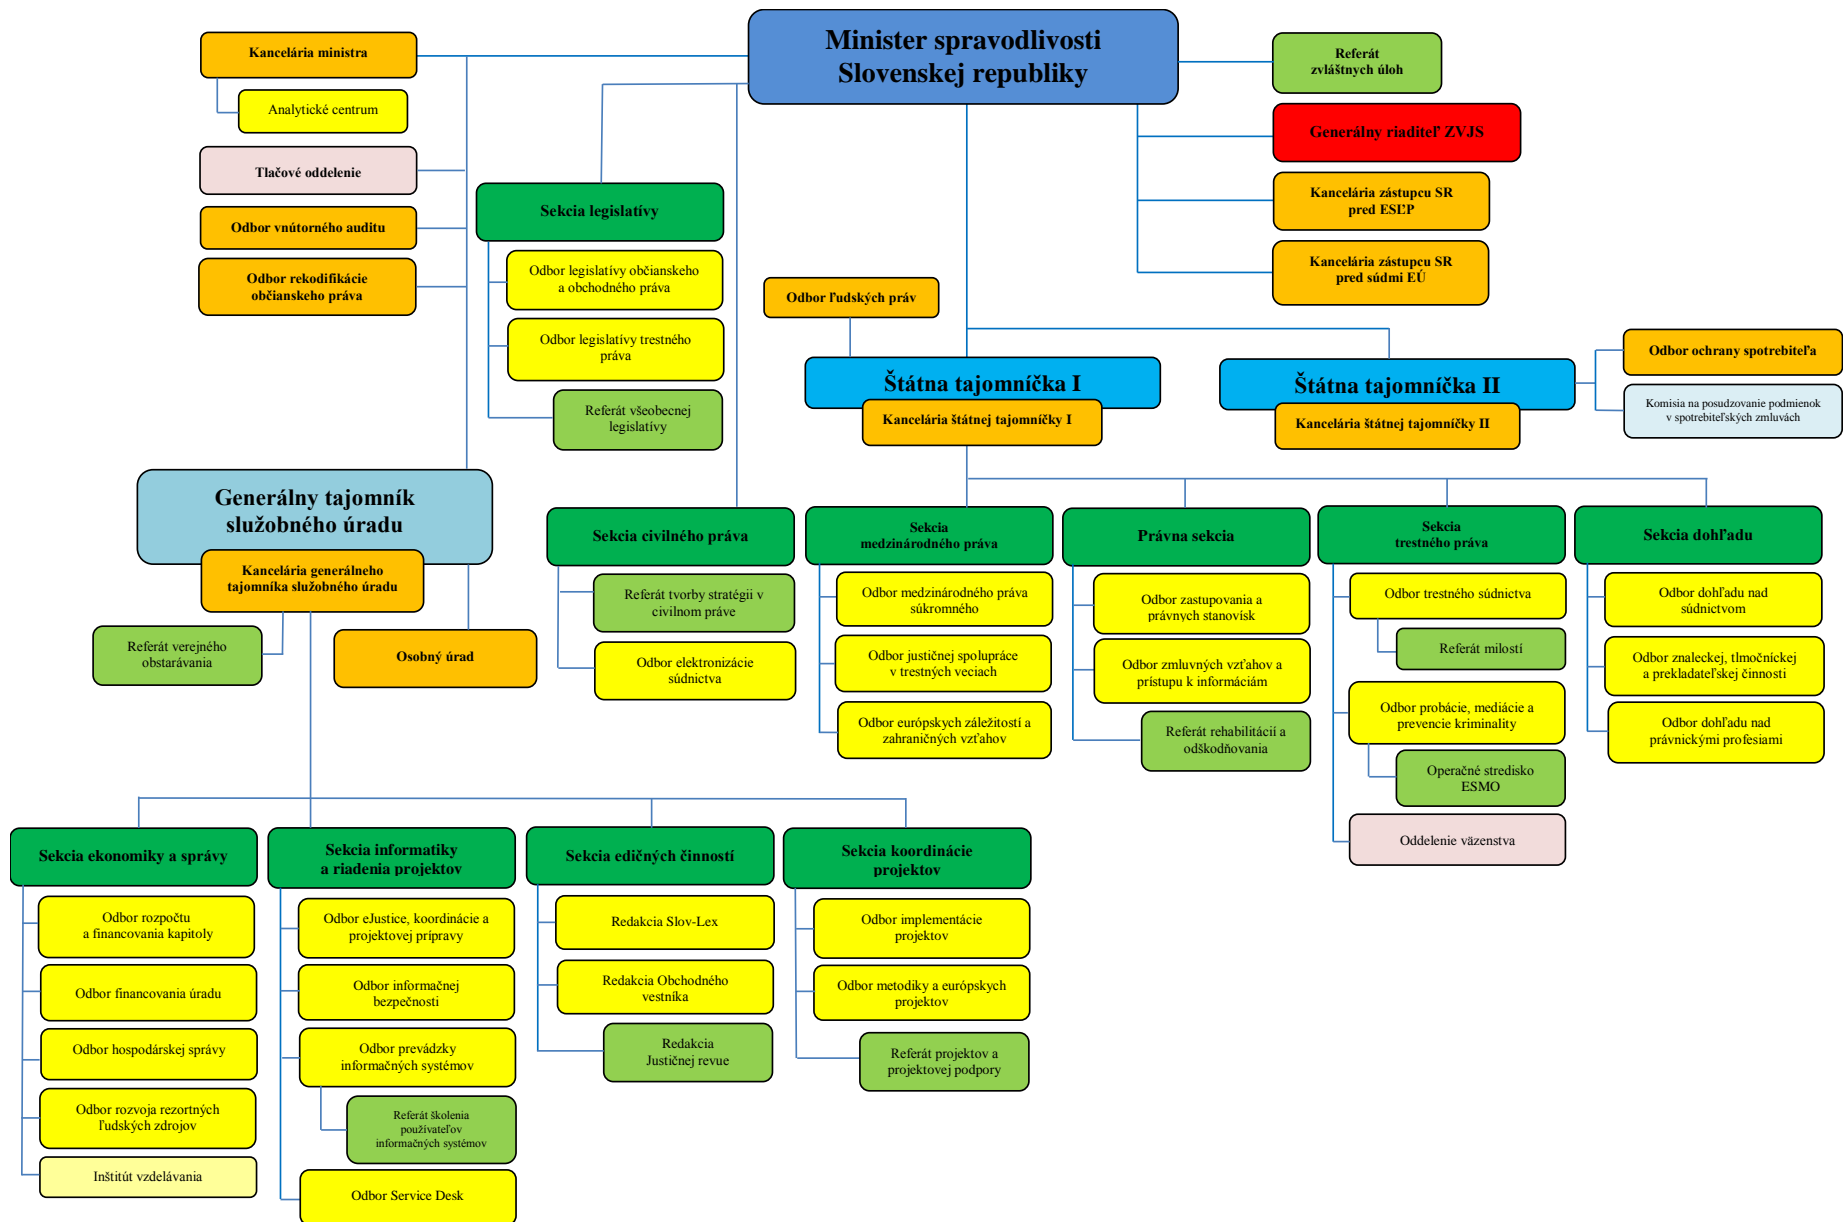 Minister spravodlivosti
Slovenskej republiky
Kancelária ministra
Analytické centrum
Tlačové oddelenie
Odbor vnútorného auditu
Odbor rekodifikácie
občianskeho práva
Referát
zvláštnych úloh
Generálny riaditeľ ZVJS
Kancelária zástupcu SR
pred ESĽP
Kancelária zástupcu SR
pred súdmi EÚ
Sekcia legislatívy
Odbor legislatívy občianskeho
a obchodného práva
Odbor legislatívy trestného
práva
Referát všeobecnej
legislatívy
Odbor ľudských práv
Štátna tajomníčka I
Kancelária štátnej tajomníčky I
Štátna tajomníčka II
Kancelária štátnej tajomníčky II
Odbor ochrany spotrebiteľa
Komisia na posudzovanie podmienok
v spotrebiteľských zmluvách
Generálny tajomník
služobného úradu
Kancelária generálneho
tajomníka služobného úradu
Referát verejného
obstarávania
Osobný úrad
Sekcia civilného práva
Referát tvorby stratégii v
civilnom práve
Odbor elektronizácie
súdnictva
Sekcia
medzinárodného práva
Odbor medzinárodného práva
súkromného
Odbor justičnej spolupráce
v trestných veciach
Odbor európskych záležitostí a
zahraničných vzťahov
Právna sekcia
Odbor zastupovania a
právnych stanovísk
Odbor zmluvných vzťahov a
prístupu k informáciám
Referát rehabilitácií a
odškodňovania
Sekcia
trestného práva
Odbor trestného súdnictva
Referát milostí
Odbor probácie, mediácie a
prevencie kriminality
Operačné stredisko
ESMO
Oddelenie väzenstva
Sekcia dohľadu
Odbor dohľadu nad
súdnictvom
Odbor znaleckej, tlmočníckej
a prekladateľskej činnosti
Odbor dohľadu nad
právnickými profesiami
Sekcia ekonomiky a správy
Odbor rozpočtu
a financovania kapitoly
Odbor financovania úradu
Odbor hospodárskej správy
Odbor rozvoja rezortných
ľudských zdrojov
Inštitút vzdelávania
Sekcia informatiky
a riadenia projektov
Odbor eJustice, koordinácie a
projektovej prípravy
Odbor informačnej
bezpečnosti
Odbor prevádzky
informačných systémov
Referát školenia
používateľov
informačných systémov
Odbor Service Desk
Sekcia edičných činností
Redakcia Slov-Lex
Redakcia Obchodného
vestníka
Redakcia
Justičnej revue
Sekcia koordinácie
projektov
Odbor implementácie
projektov
Odbor metodiky a európskych
projektov
Referát projektov a
projektovej podpory